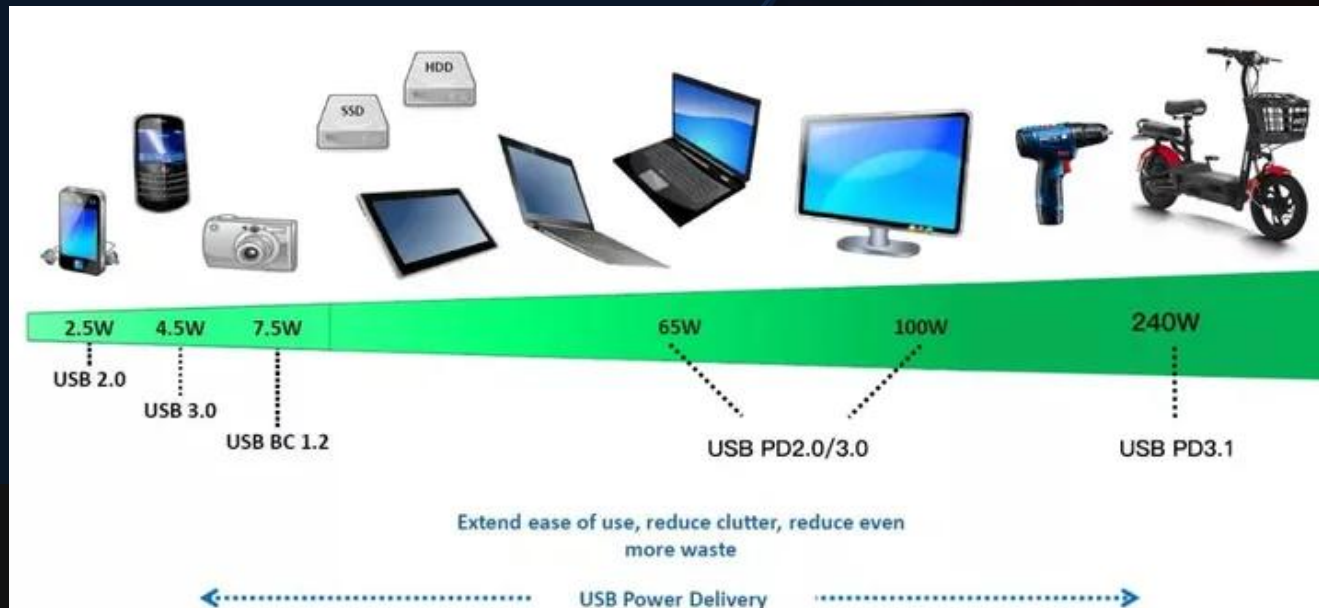 HDD
SSD
2.5W 4.5W 7.5W 65W 100W 240W
USB 2.0
USB 3.0
USB BC 1.2
USB PD2.0/3.0
USB PD3.1
Extend ease of use, reduce clutter, reduce even
more waste
USB Power Delivery